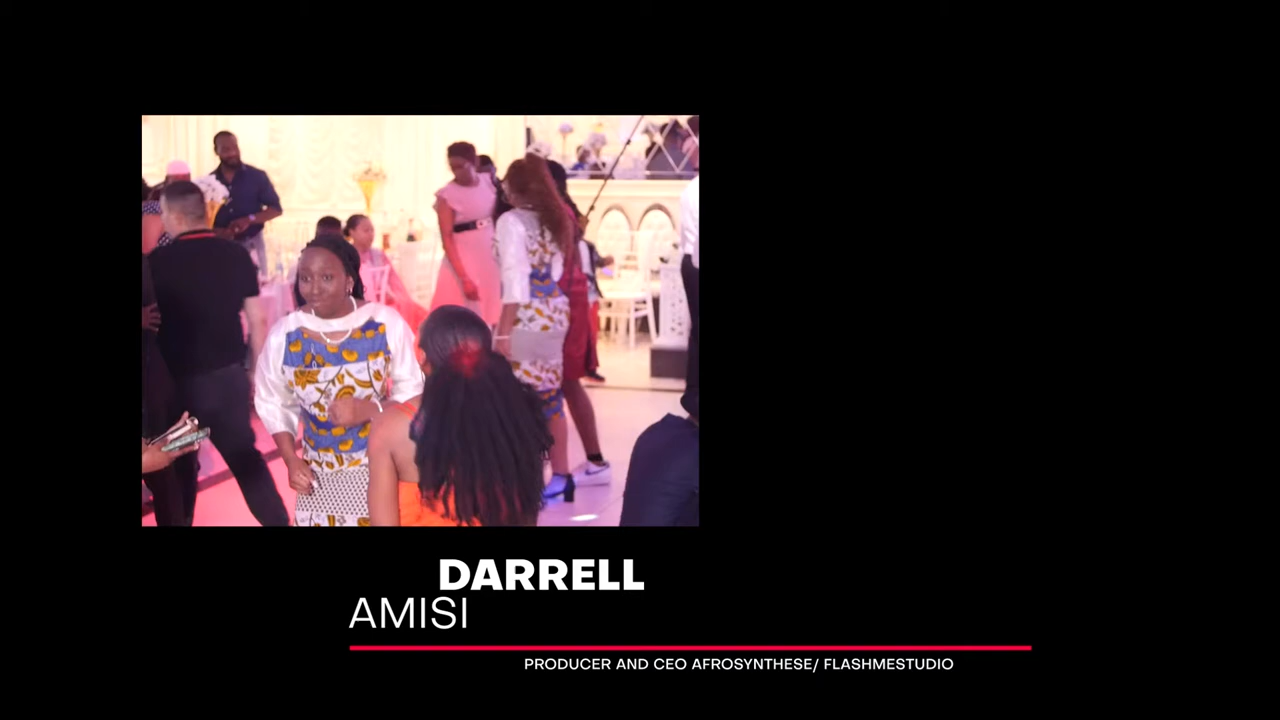 DARRELL
AMISI
PRODUCER AND CEO AFROSYNTHESE/ FLASHMESTUDIO